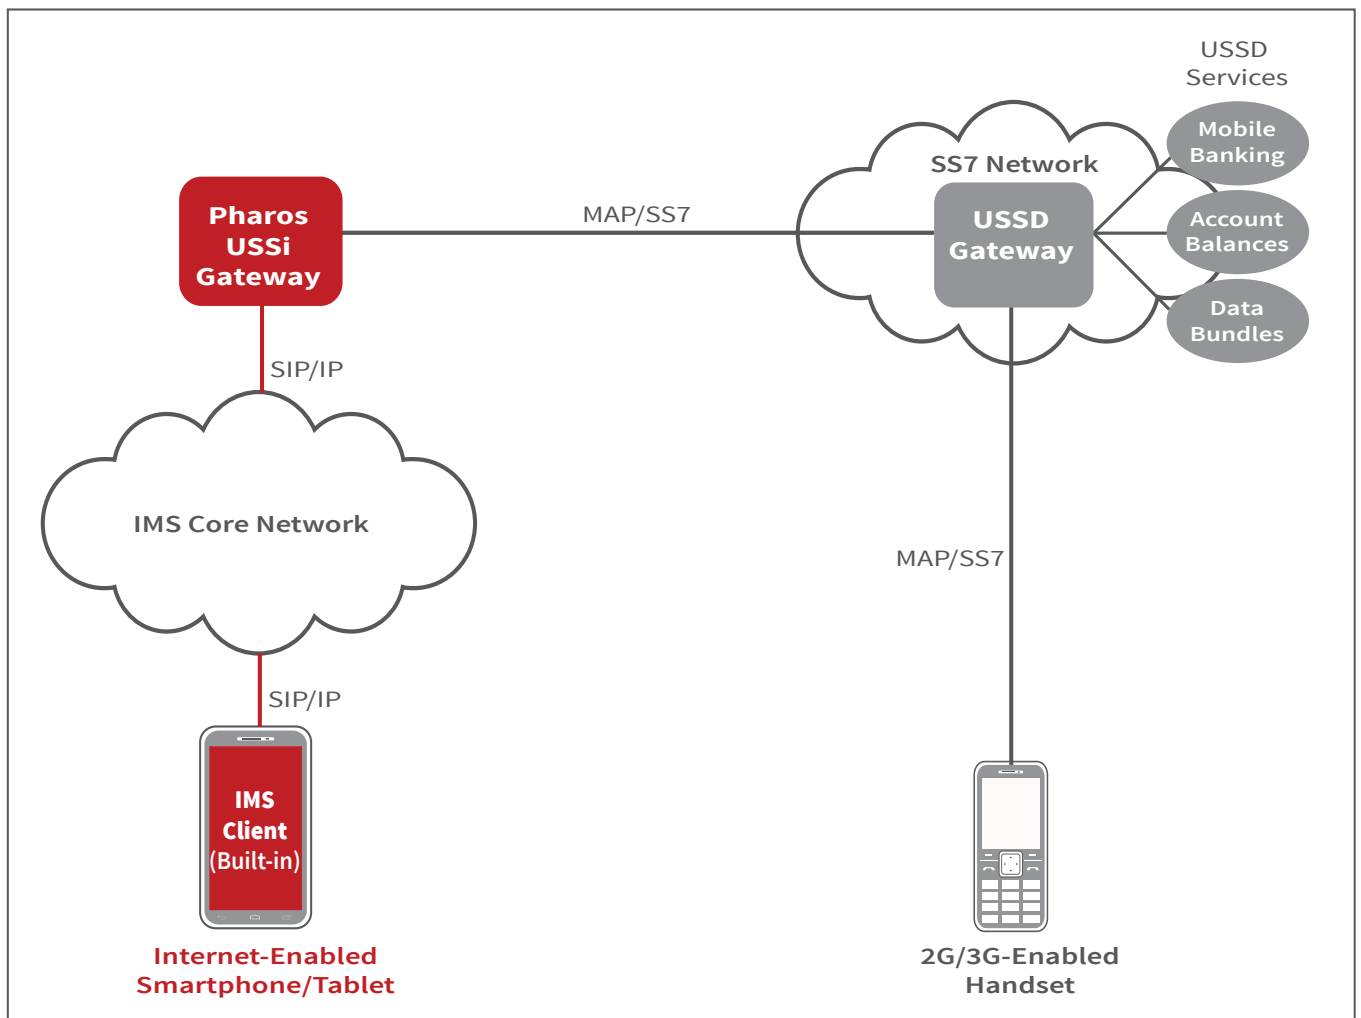 USSD
Services
Mobile
Banking
SS7 Network
Pharos
USSi
Gateway
MAP/SS7
USSD
Gateway
Account
Balances
Data
Bundles
SIP/IP
IMS Core Network
MAP/SS7
SIP/IP
IMS
Client
(Built-in)
Internet-Enabled
Smartphone/Tablet
2G/3G-Enabled
Handset